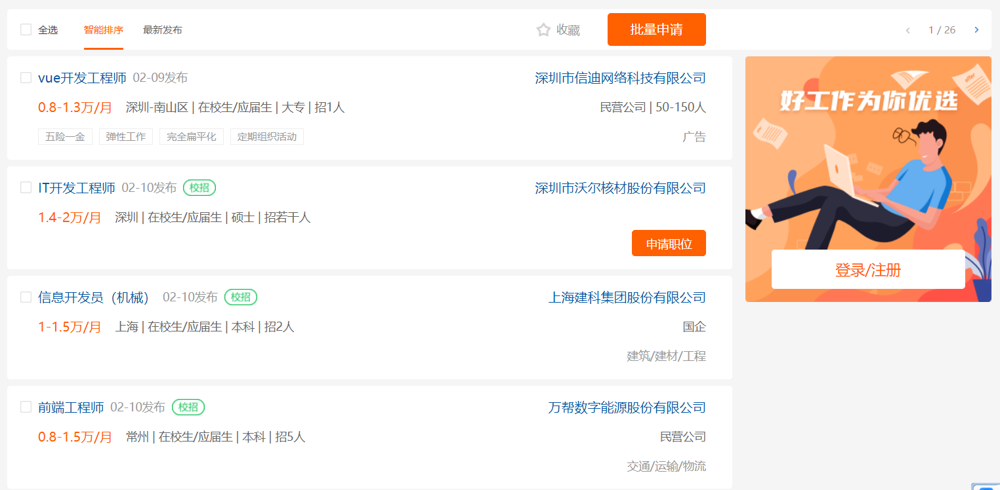 全选 智能排序 最新发布 收藏 批量申请 1 / 26
vue开发工程师 02-09发布 深圳市信迪网络科技有限公司
0.8-1.3万/月 深圳-南山区 | 在校生/应届生 | 大专 | 招1人 民营公司 | 50-150人
五险一金 弹性工作 完全扁平化 定期组织活动 广告
IT开发工程师 02-10发布 校招 深圳市沃尔核材股份有限公司
1.4-2万/月 深圳 | 在校生/应届生 | 硕士 | 招若干人
申请职位
信息开发员（机械） 02-10发布 校招 上海建科集团股份有限公司
1-1.5万/月 上海 | 在校生/应届生 | 本科 | 招2人 国企
建筑/建材/工程
前端工程师 02-10发布 校招 万帮数字能源股份有限公司
0.8-1.5万/月 常州 | 在校生/应届生 | 本科 | 招5人 民营公司
交通/运输/物流
offer
好工作为你优选
登录/注册